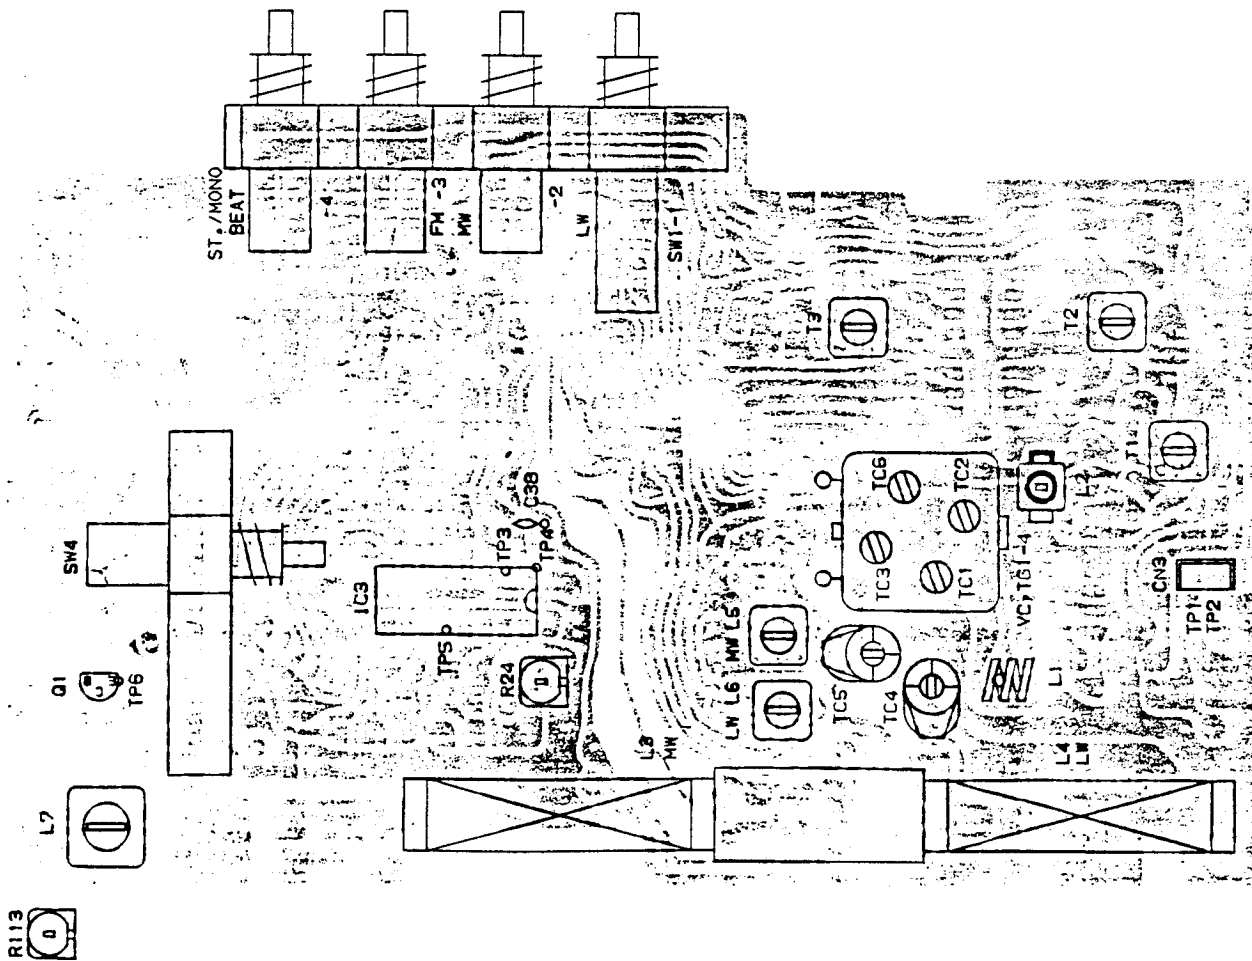 ST./MONO
BEAT
-4
FM -3
MW
-2
LW
SW1-1
T3
T2
T1
SW4
IC3
TP3
C38
TP4
TP5
R24
Q1
TP6
TC6
TC2
TC3
TC1
L2
VC,TC1-4
CN3
TP1
TP2
MW L5
LW L6
TC5
TC4
L1
L3
MW
L4
LW
L7
R113